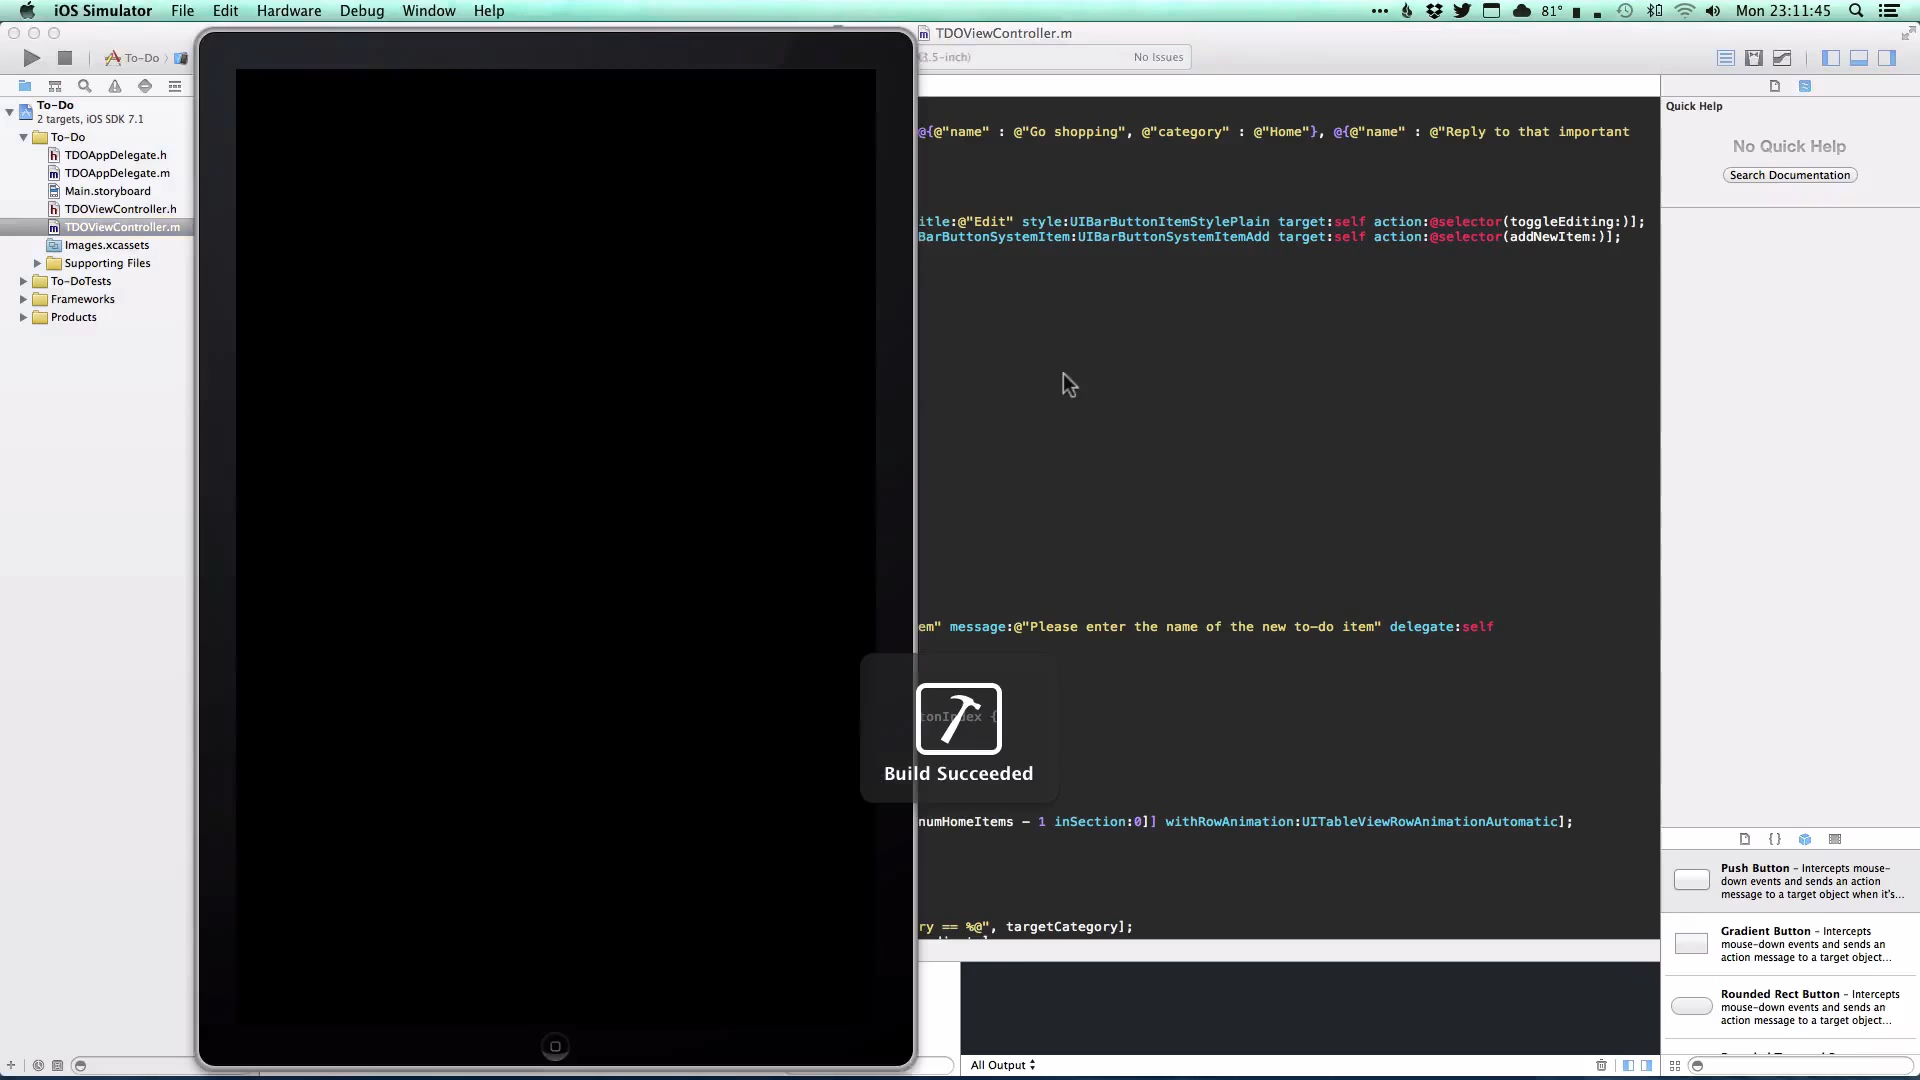 iOS Simulator File Edit Hardware Debug Window Help 81° Mon 23:11:45
TDOViewController.m
To-Do
(3.5-inch) No Issues
To-Do
2 targets, iOS SDK 7.1
To-Do
TDOAppDelegate.h
TDOAppDelegate.m
Main.storyboard
TDOViewController.h
TDOViewController.m
Images.xcassets
Supporting Files
To-DoTests
Frameworks
Products
@{@"name" : @"Go shopping", @"category" : @"Home"}, @{@"name" : @"Reply to that important
itle:@"Edit" style:UIBarButtonItemStylePlain target:self action:@selector(toggleEditing:)];
BarButtonSystemItem:UIBarButtonSystemItemAdd target:self action:@selector(addNewItem:)];
em" message:@"Please enter the name of the new to-do item" delegate:self
tonIndex {
Build Succeeded
numHomeItems - 1 inSection:0]] withRowAnimation:UITableViewRowAnimationAutomatic];
ry == %@", targetCategory];
All Output
Quick Help
No Quick Help
Search Documentation
{ }
Push Button - Intercepts mouse-
down events and sends an action
message to a target object when it's...
Gradient Button - Intercepts
mouse-down events and sends an
action message to a target object...
Rounded Rect Button - Intercepts
mouse-down events and sends an
action message to a target object...